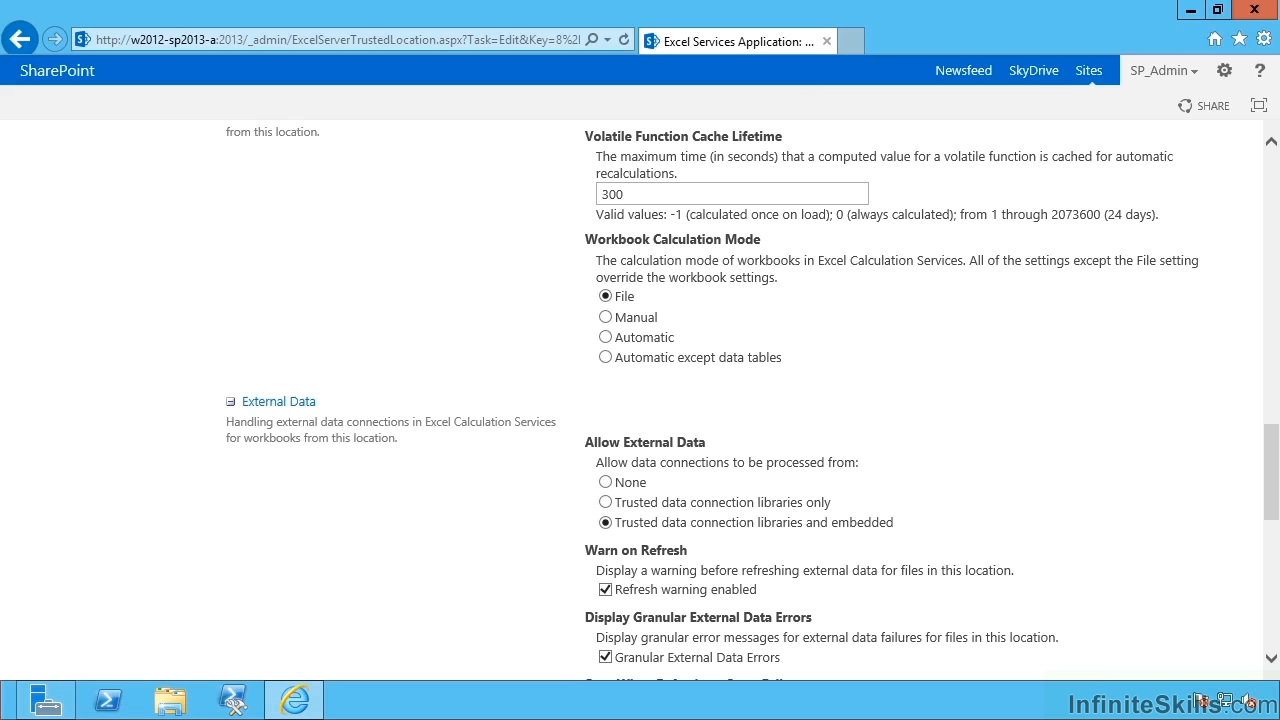 http://w2012-sp2013-a:2013/_admin/ExcelServerTrustedLocation.aspx?Task=Edit&Key=8%2
Excel Services Application: ...
SharePoint
Newsfeed
SkyDrive
Sites
SP_Admin
?
SHARE
from this location.
Volatile Function Cache Lifetime
The maximum time (in seconds) that a computed value for a volatile function is cached for automatic
recalculations.
300
Valid values: -1 (calculated once on load); 0 (always calculated); from 1 through 2073600 (24 days).
Workbook Calculation Mode
The calculation mode of workbooks in Excel Calculation Services. All of the settings except the File setting
override the workbook settings.
File
Manual
Automatic
Automatic except data tables
External Data
Handling external data connections in Excel Calculation Services
for workbooks from this location.
Allow External Data
Allow data connections to be processed from:
None
Trusted data connection libraries only
Trusted data connection libraries and embedded
Warn on Refresh
Display a warning before refreshing external data for files in this location.
Refresh warning enabled
Display Granular External Data Errors
Display granular error messages for external data failures for files in this location.
Granular External Data Errors
InfiniteSkills.com